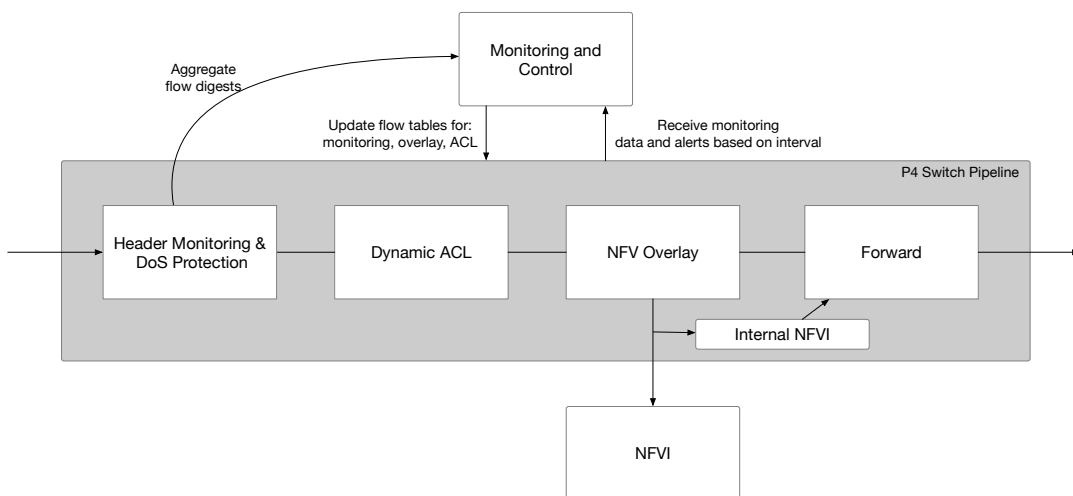 Monitoring and
Control
Aggregate
flow digests
Update flow tables for:
monitoring, overlay, ACL
Receive monitoring
data and alerts based on interval
P4 Switch Pipeline
Header Monitoring &
DoS Protection
Dynamic ACL
NFV Overlay
Forward
Internal NFVI
NFVI